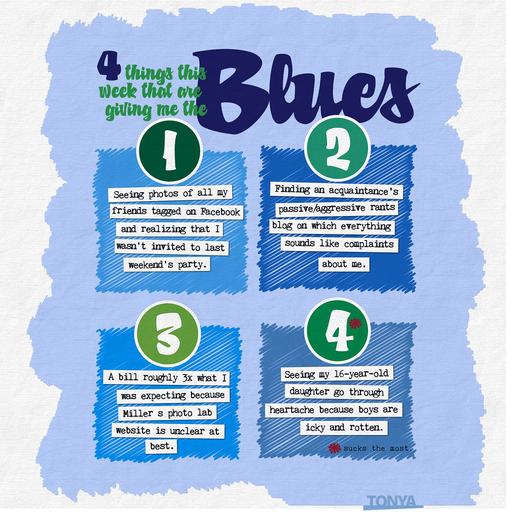 4 things this
week that are
giving me the
Blues
1
Seeing photos of all my
friends tagged on Facebook
and realizing that I
wasn't invited to last
weekend's party.
2
Finding an acquaintance's
passive/aggressive rants
blog on which everything
sounds like complaints
about me.
3
A bill roughly 3x what I
was expecting because
Miller s photo lab
website is unclear at
best.
4*
Seeing my 16-year-old
daughter go through
heartache because boys are
icky and rotten.
* sucks the most.
TONYA